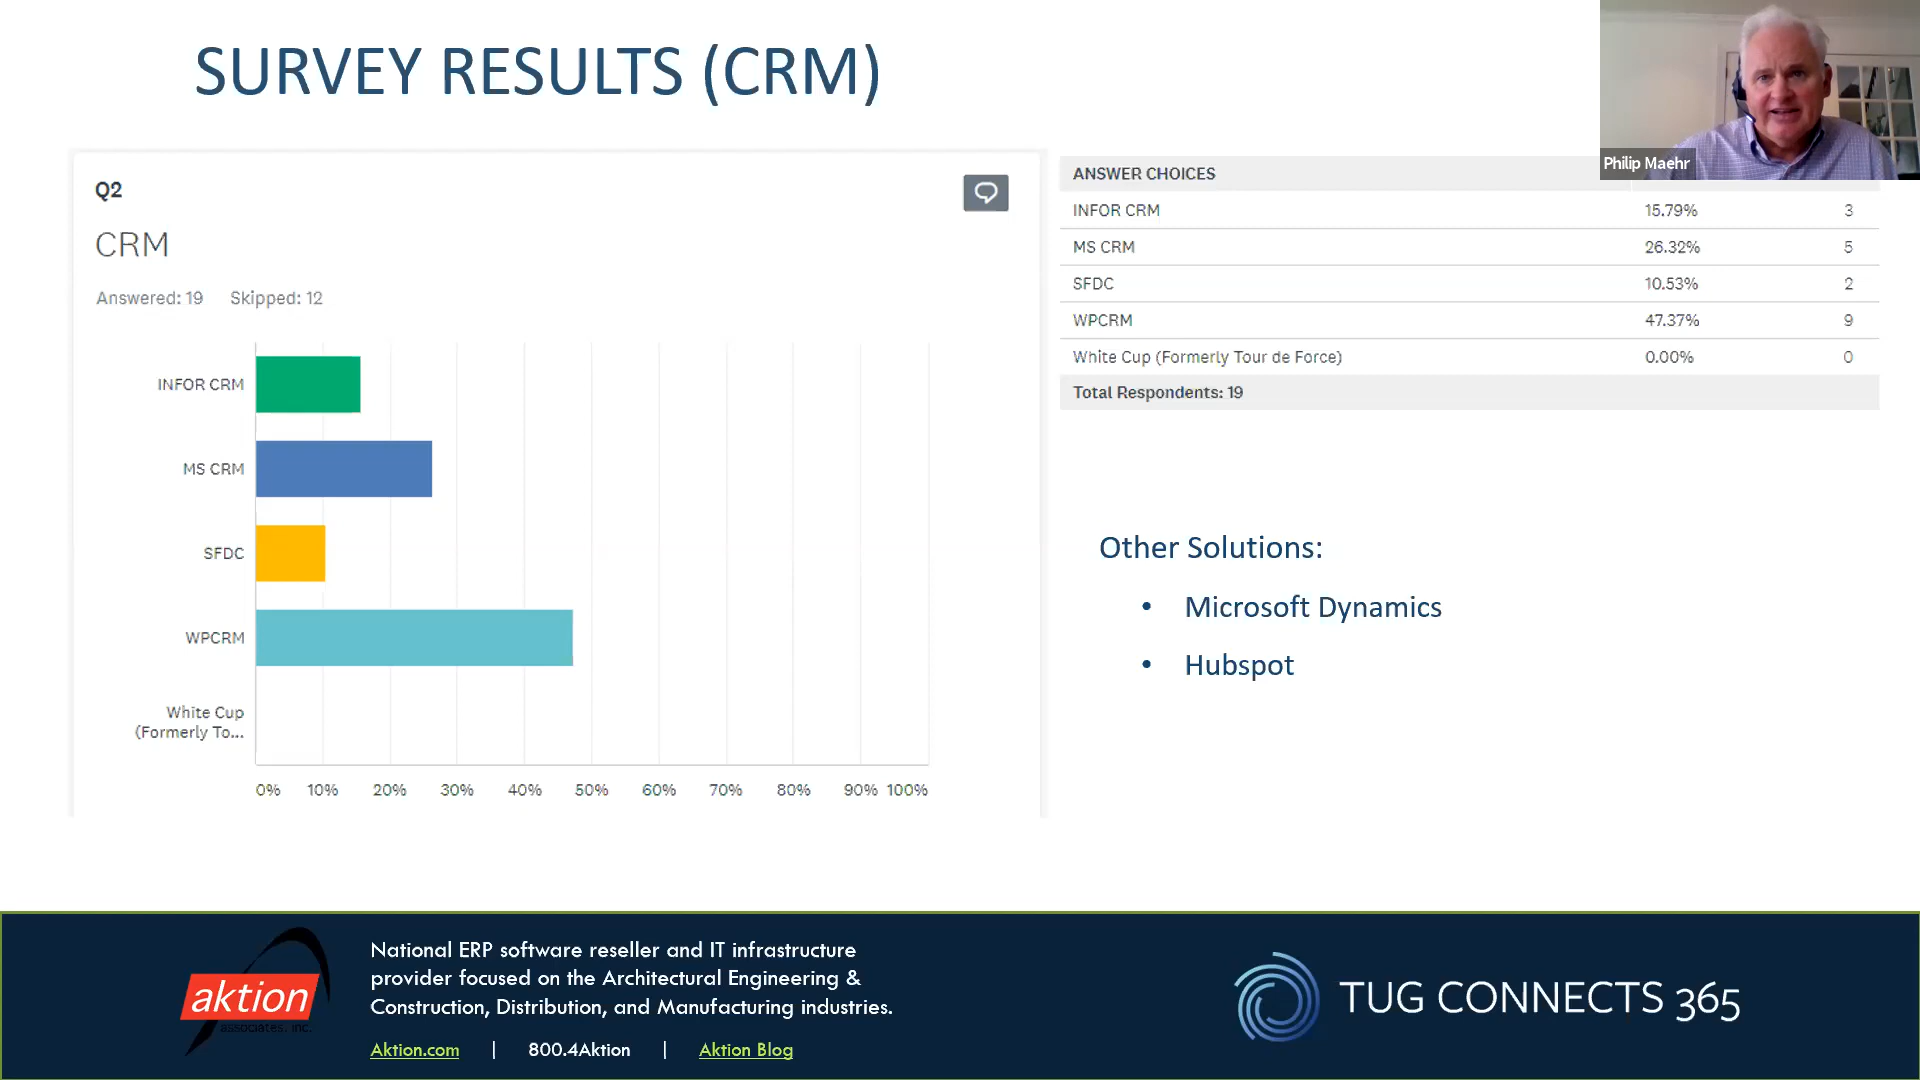 SURVEY RESULTS (CRM)
Philip Maehr
Q2
CRM
Answered: 19 Skipped: 12
INFOR CRM
MS CRM
SFDC
WPCRM
White Cup
(Formerly To...
0% 10% 20% 30% 40% 50% 60% 70% 80% 90% 100%
ANSWER CHOICES
INFOR CRM 15.79% 3
MS CRM 26.32% 5
SFDC 10.53% 2
WPCRM 47.37% 9
White Cup (Formerly Tour de Force) 0.00% 0
Total Respondents: 19
Other Solutions:
• Microsoft Dynamics
• Hubspot
aktion
associates, inc.
National ERP software reseller and IT infrastructure
provider focused on the Architectural Engineering &
Construction, Distribution, and Manufacturing industries.
Aktion.com | 800.4Aktion | Aktion Blog
TUG CONNECTS 365